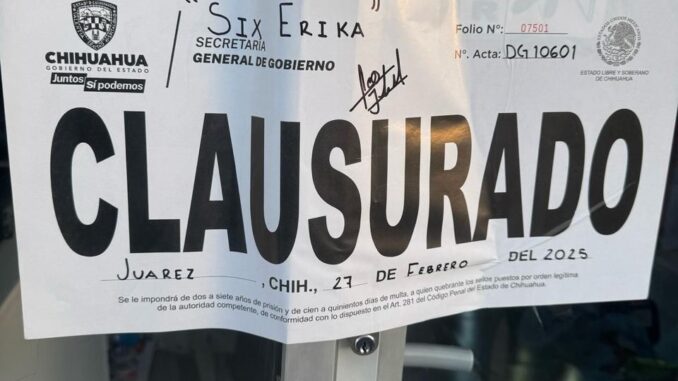 "SIX ERIKA"
CHIHUAHUA
GOBIERNO DEL ESTADO
Juntos Sí podemos
SECRETARÍA
GENERAL DE GOBIERNO
Folio N°: 07501
N°. Acta: DG10601
ESTADO LIBRE Y SOBERANO
DE CHIHUAHUA
CLAUSURADO
JUAREZ, CHIH., 27 DE FEBRERO DEL 2025
Se le impondrá de dos a siete años de prisión y de cien a quinientos días de multa, a quien quebrante los sellos puestos por orden legítima
de la autoridad competente, de conformidad con lo dispuesto en el Art. 281 del Código Penal del Estado de Chihuahua.